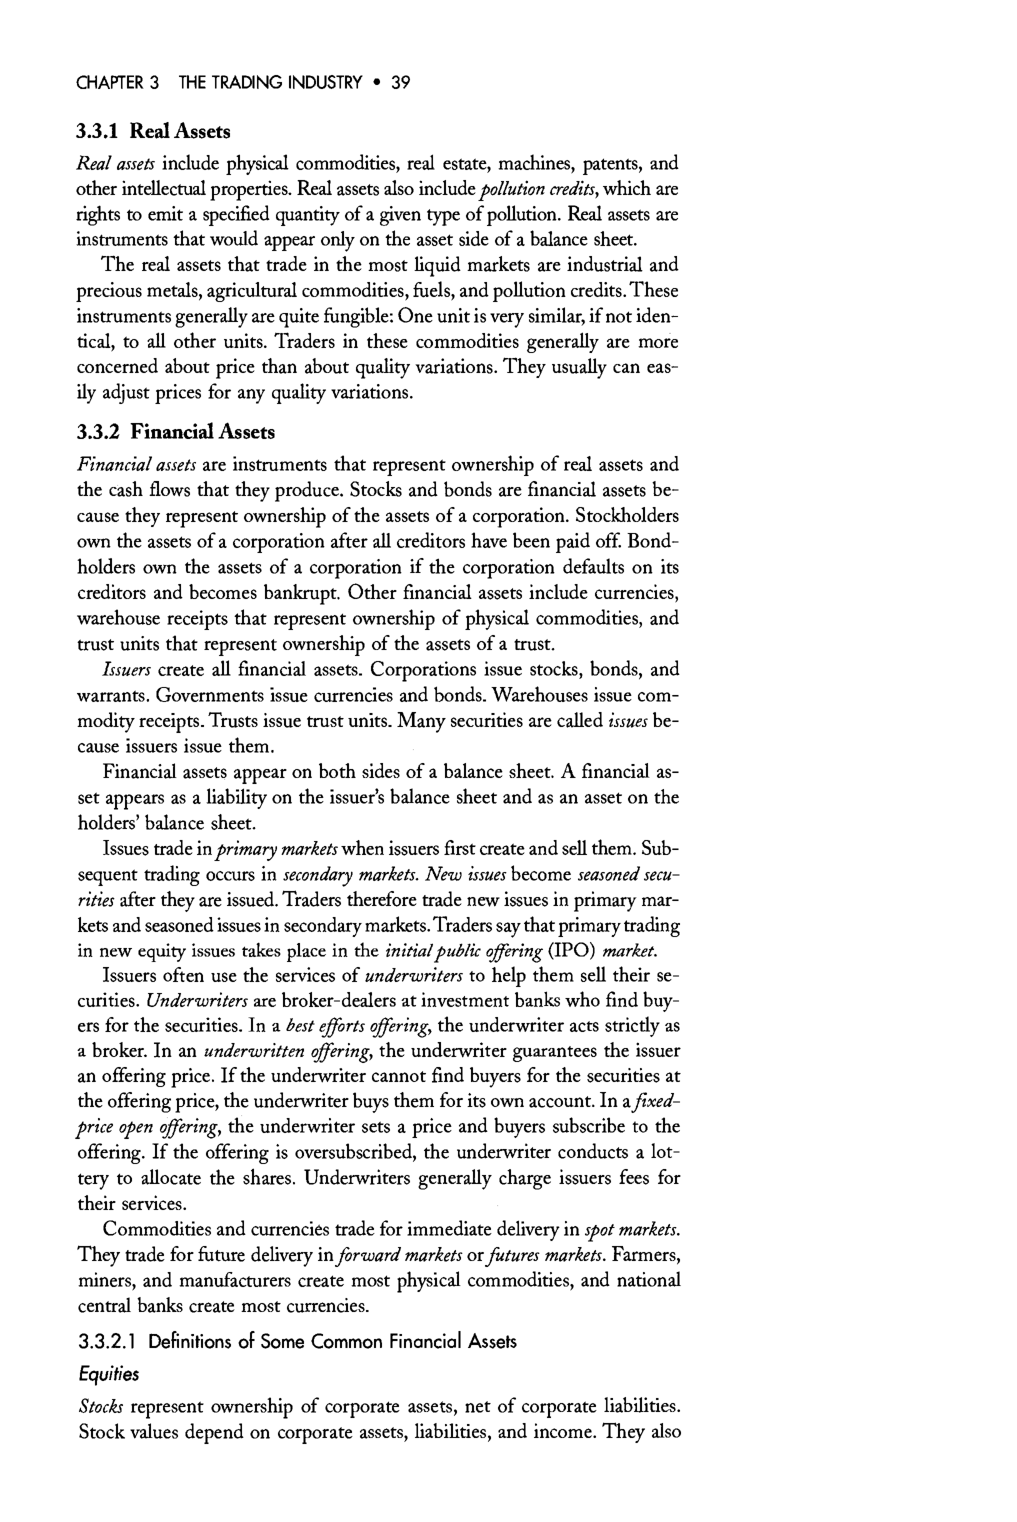 CHAPTER 3 THE TRADING INDUSTRY • 39
3.3.1 Real Assets
Real assets include physical commodities, real estate, machines, patents, and
other intellectual properties. Real assets also include pollution credits, which are
rights to emit a specified quantity of a given type of pollution. Real assets are
instruments that would appear only on the asset side of a balance sheet.
The real assets that trade in the most liquid markets are industrial and
precious metals, agricultural commodities, fuels, and pollution credits. These
instruments generally are quite fungible: One unit is very similar, if not iden-
tical, to all other units. Traders in these commodities generally are more
concerned about price than about quality variations. They usually can eas-
ily adjust prices for any quality variations.
3.3.2 Financial Assets
Financial assets are instruments that represent ownership of real assets and
the cash flows that they produce. Stocks and bonds are financial assets be-
cause they represent ownership of the assets of a corporation. Stockholders
own the assets of a corporation after all creditors have been paid off. Bond-
holders own the assets of a corporation if the corporation defaults on its
creditors and becomes bankrupt. Other financial assets include currencies,
warehouse receipts that represent ownership of physical commodities, and
trust units that represent ownership of the assets of a trust.
Issuers create all financial assets. Corporations issue stocks, bonds, and
warrants. Governments issue currencies and bonds. Warehouses issue com-
modity receipts. Trusts issue trust units. Many securities are called issues be-
cause issuers issue them.
Financial assets appear on both sides of a balance sheet. A financial as-
set appears as a liability on the issuer's balance sheet and as an asset on the
holders' balance sheet.
Issues trade in primary markets when issuers first create and sell them. Sub-
sequent trading occurs in secondary markets. New issues become seasoned secu-
rities after they are issued. Traders therefore trade new issues in primary mar-
kets and seasoned issues in secondary markets. Traders say that primary trading
in new equity issues takes place in the initial public offering (IPO) market.
Issuers often use the services of underwriters to help them sell their se-
curities. Underwriters are broker-dealers at investment banks who find buy-
ers for the securities. In a best efforts offering, the underwriter acts strictly as
a broker. In an underwritten offering, the underwriter guarantees the issuer
an offering price. If the underwriter cannot find buyers for the securities at
the offering price, the underwriter buys them for its own account. In a fixed-
price open offering, the underwriter sets a price and buyers subscribe to the
offering. If the offering is oversubscribed, the underwriter conducts a lot-
tery to allocate the shares. Underwriters generally charge issuers fees for
their services.
Commodities and currencies trade for immediate delivery in spot markets.
They trade for future delivery in forward markets or futures markets. Farmers,
miners, and manufacturers create most physical commodities, and national
central banks create most currencies.
3.3.2.1 Definitions of Some Common Financial Assets
Equities
Stocks represent ownership of corporate assets, net of corporate liabilities.
Stock values depend on corporate assets, liabilities, and income. They also